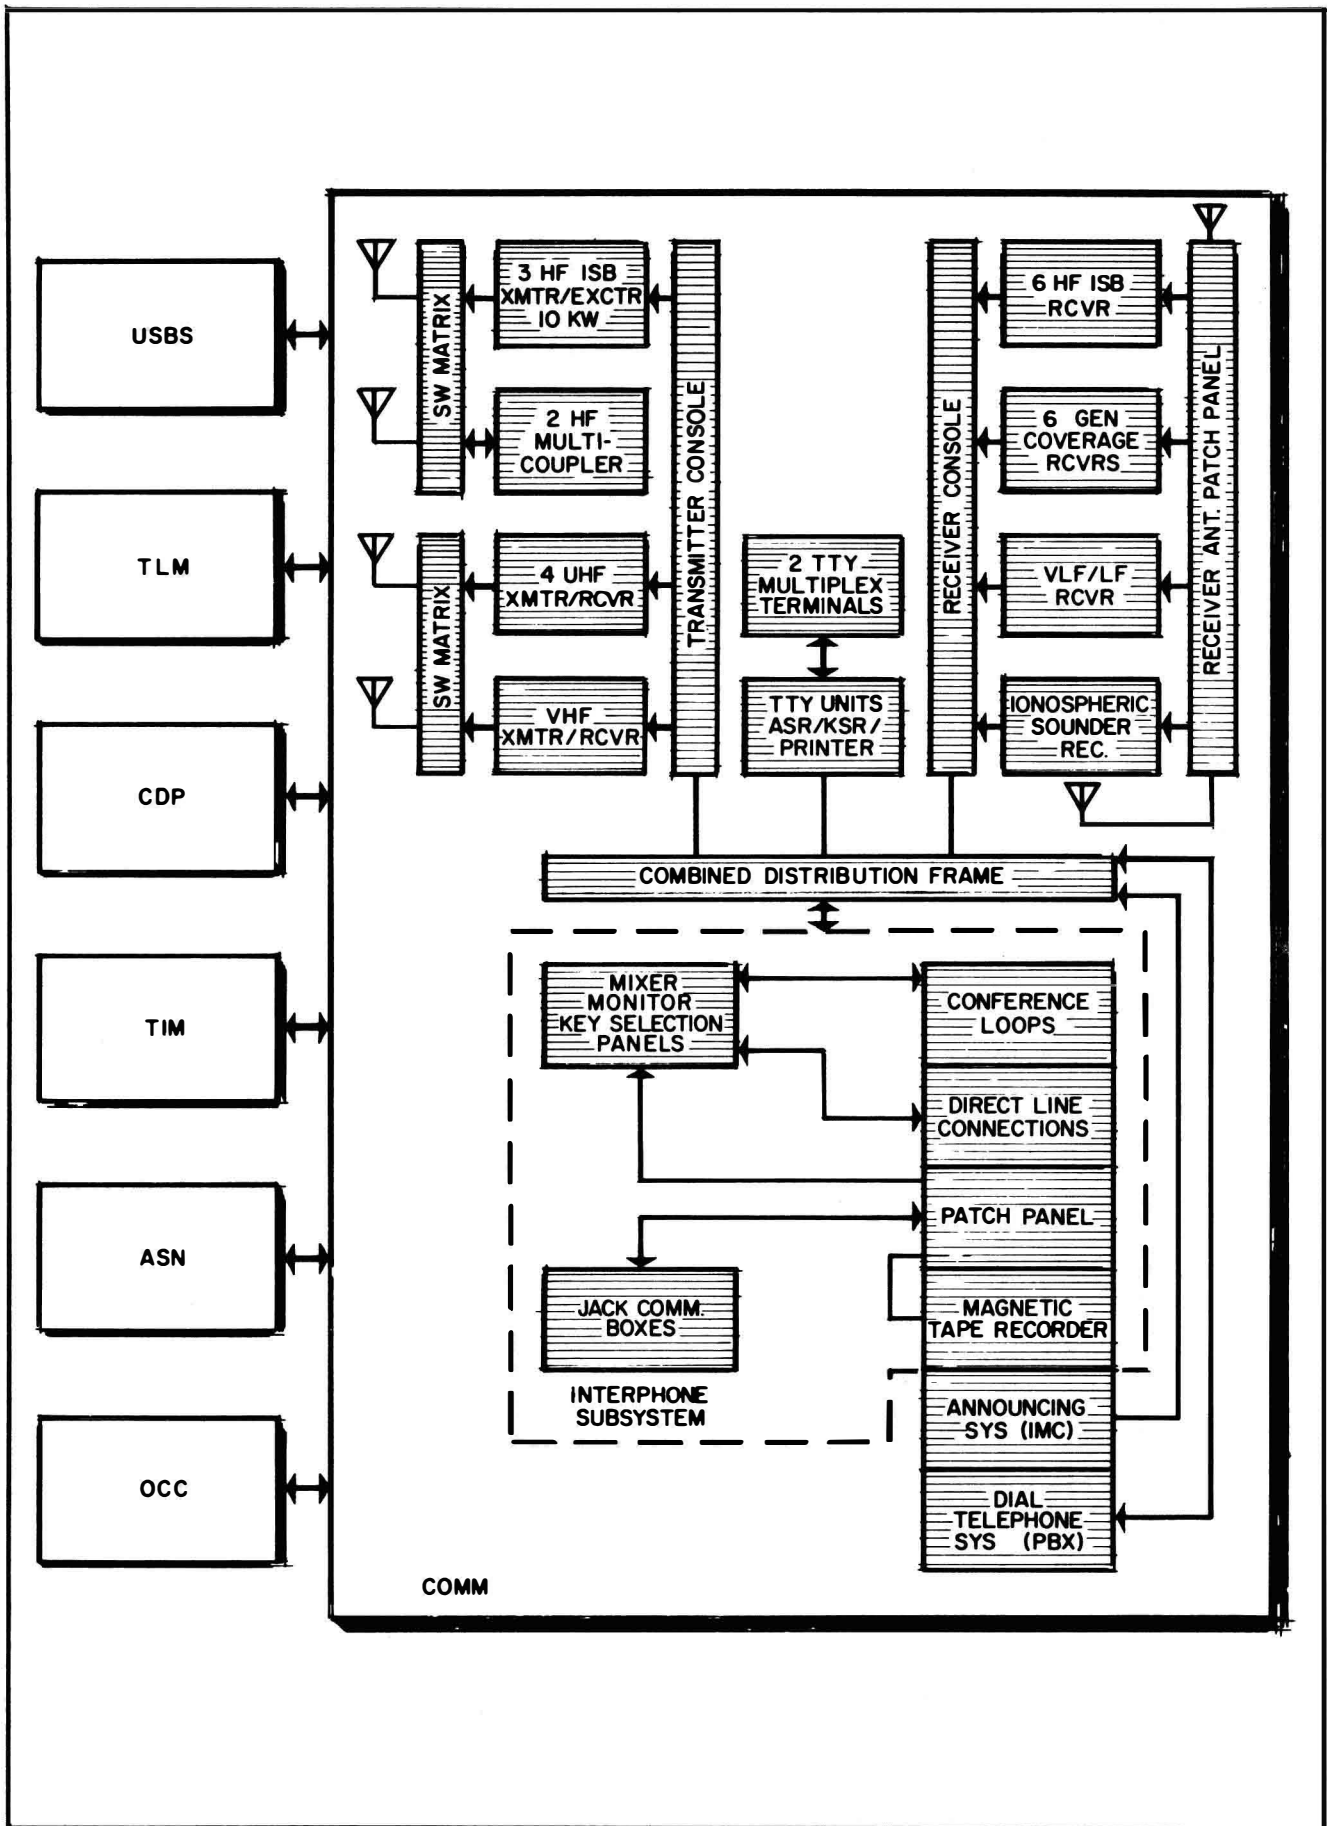 USBS
TLM
CDP
TIM
ASN
OCC
SW MATRIX
3 HF ISB
XMTR/EXCTR
10 KW
2 HF
MULTI-
COUPLER
SW MATRIX
4 UHF
XMTR/RCVR
VHF
XMTR/RCVR
TRANSMITTER CONSOLE
2 TTY
MULTIPLEX
TERMINALS
TTY UNITS
ASR/KSR/
PRINTER
RECEIVER CONSOLE
6 HF ISB
RCVR
6 GEN
COVERAGE
RCVRS
VLF/LF
RCVR
IONOSPHERIC
SOUNDER
REC.
RECEIVER ANT. PATCH PANEL
COMBINED DISTRIBUTION FRAME
MIXER
MONITOR
KEY SELECTION
PANELS
CONFERENCE
LOOPS
DIRECT LINE
CONNECTIONS
PATCH PANEL
JACK COMM.
BOXES
MAGNETIC
TAPE RECORDER
INTERPHONE
SUBSYSTEM
ANNOUNCING
SYS (IMC)
DIAL
TELEPHONE
SYS (PBX)
COMM